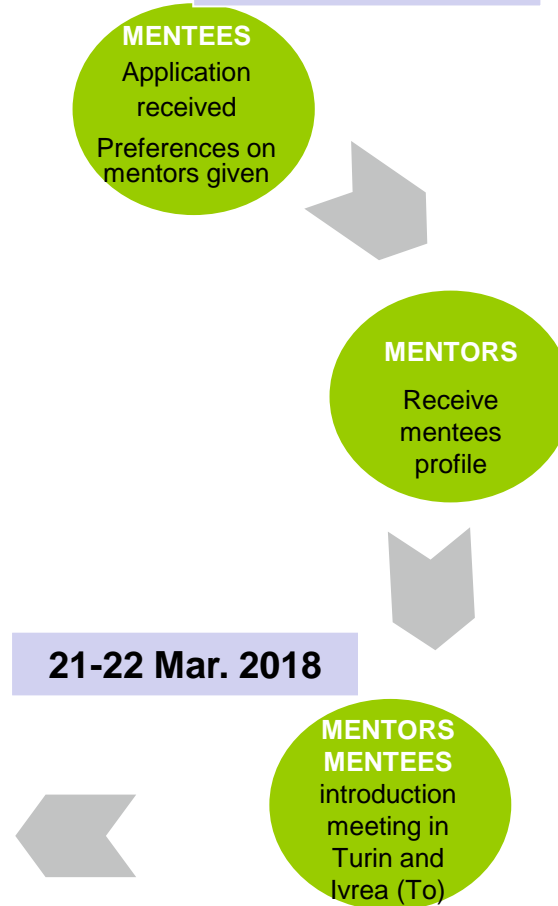 MENTEES
Application
received
Preferences on
mentors given
MENTORS
Receive
mentees
profile
21-22 Mar. 2018
MENTORS
MENTEES
introduction
meeting in
Turin and
Ivrea (To)